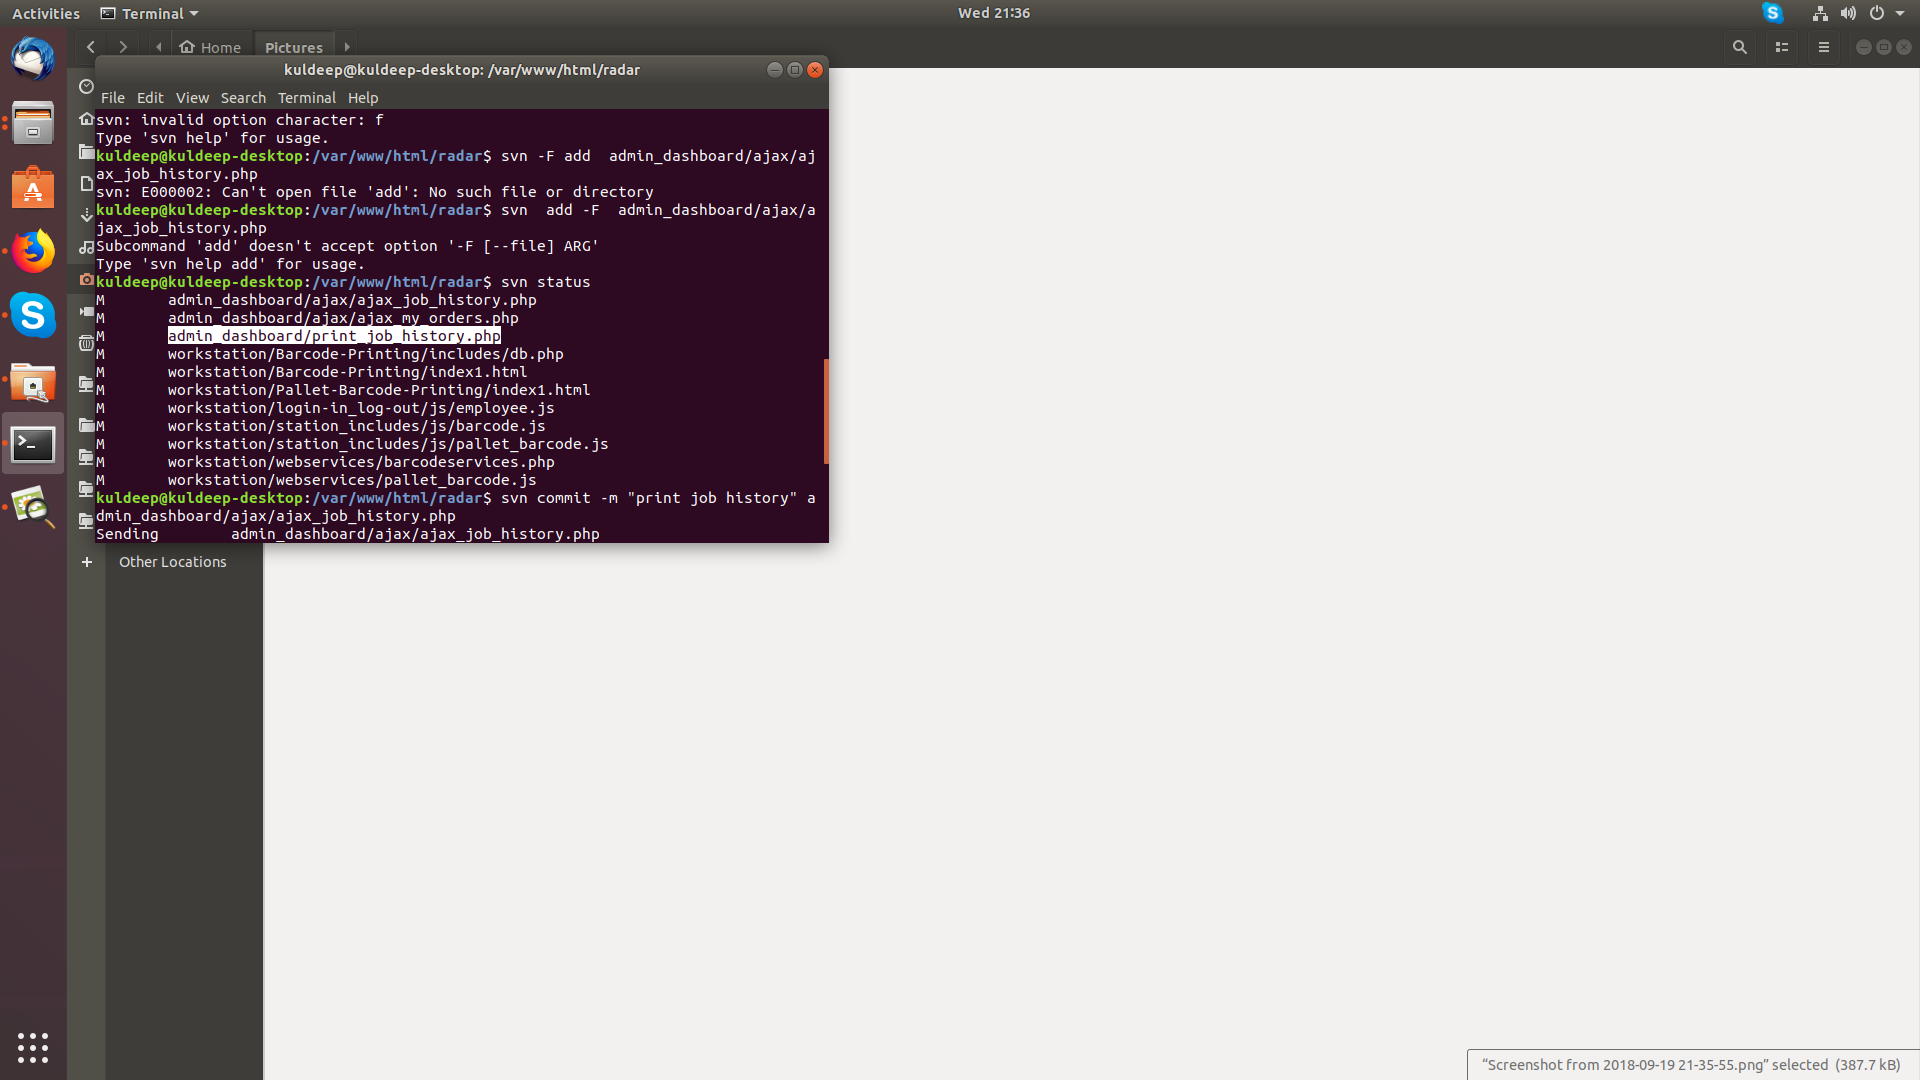 Activities Terminal Wed 21:36
Home Pictures
kuldeep@kuldeep-desktop: /var/www/html/radar
File Edit View Search Terminal Help
svn: invalid option character: f
Type 'svn help' for usage.
kuldeep@kuldeep-desktop:/var/www/html/radar$ svn -F add  admin_dashboard/ajax/aj
ax_job_history.php
svn: E000002: Can't open file 'add': No such file or directory
kuldeep@kuldeep-desktop:/var/www/html/radar$ svn  add -F  admin_dashboard/ajax/a
jax_job_history.php
Subcommand 'add' doesn't accept option '-F [--file] ARG'
Type 'svn help add' for usage.
kuldeep@kuldeep-desktop:/var/www/html/radar$ svn status
M       admin_dashboard/ajax/ajax_job_history.php
M       admin_dashboard/ajax/ajax_my_orders.php
M       admin_dashboard/print_job_history.php
M       workstation/Barcode-Printing/includes/db.php
M       workstation/Barcode-Printing/index1.html
M       workstation/Pallet-Barcode-Printing/index1.html
M       workstation/login-in_log-out/js/employee.js
M       workstation/station_includes/js/barcode.js
M       workstation/station_includes/js/pallet_barcode.js
M       workstation/webservices/barcodeservices.php
M       workstation/webservices/pallet_barcode.js
kuldeep@kuldeep-desktop:/var/www/html/radar$ svn commit -m "print job history" a
dmin_dashboard/ajax/ajax_job_history.php
Sending        admin_dashboard/ajax/ajax_job_history.php
Other Locations
“Screenshot from 2018-09-19 21-35-55.png” selected (387.7 kB)